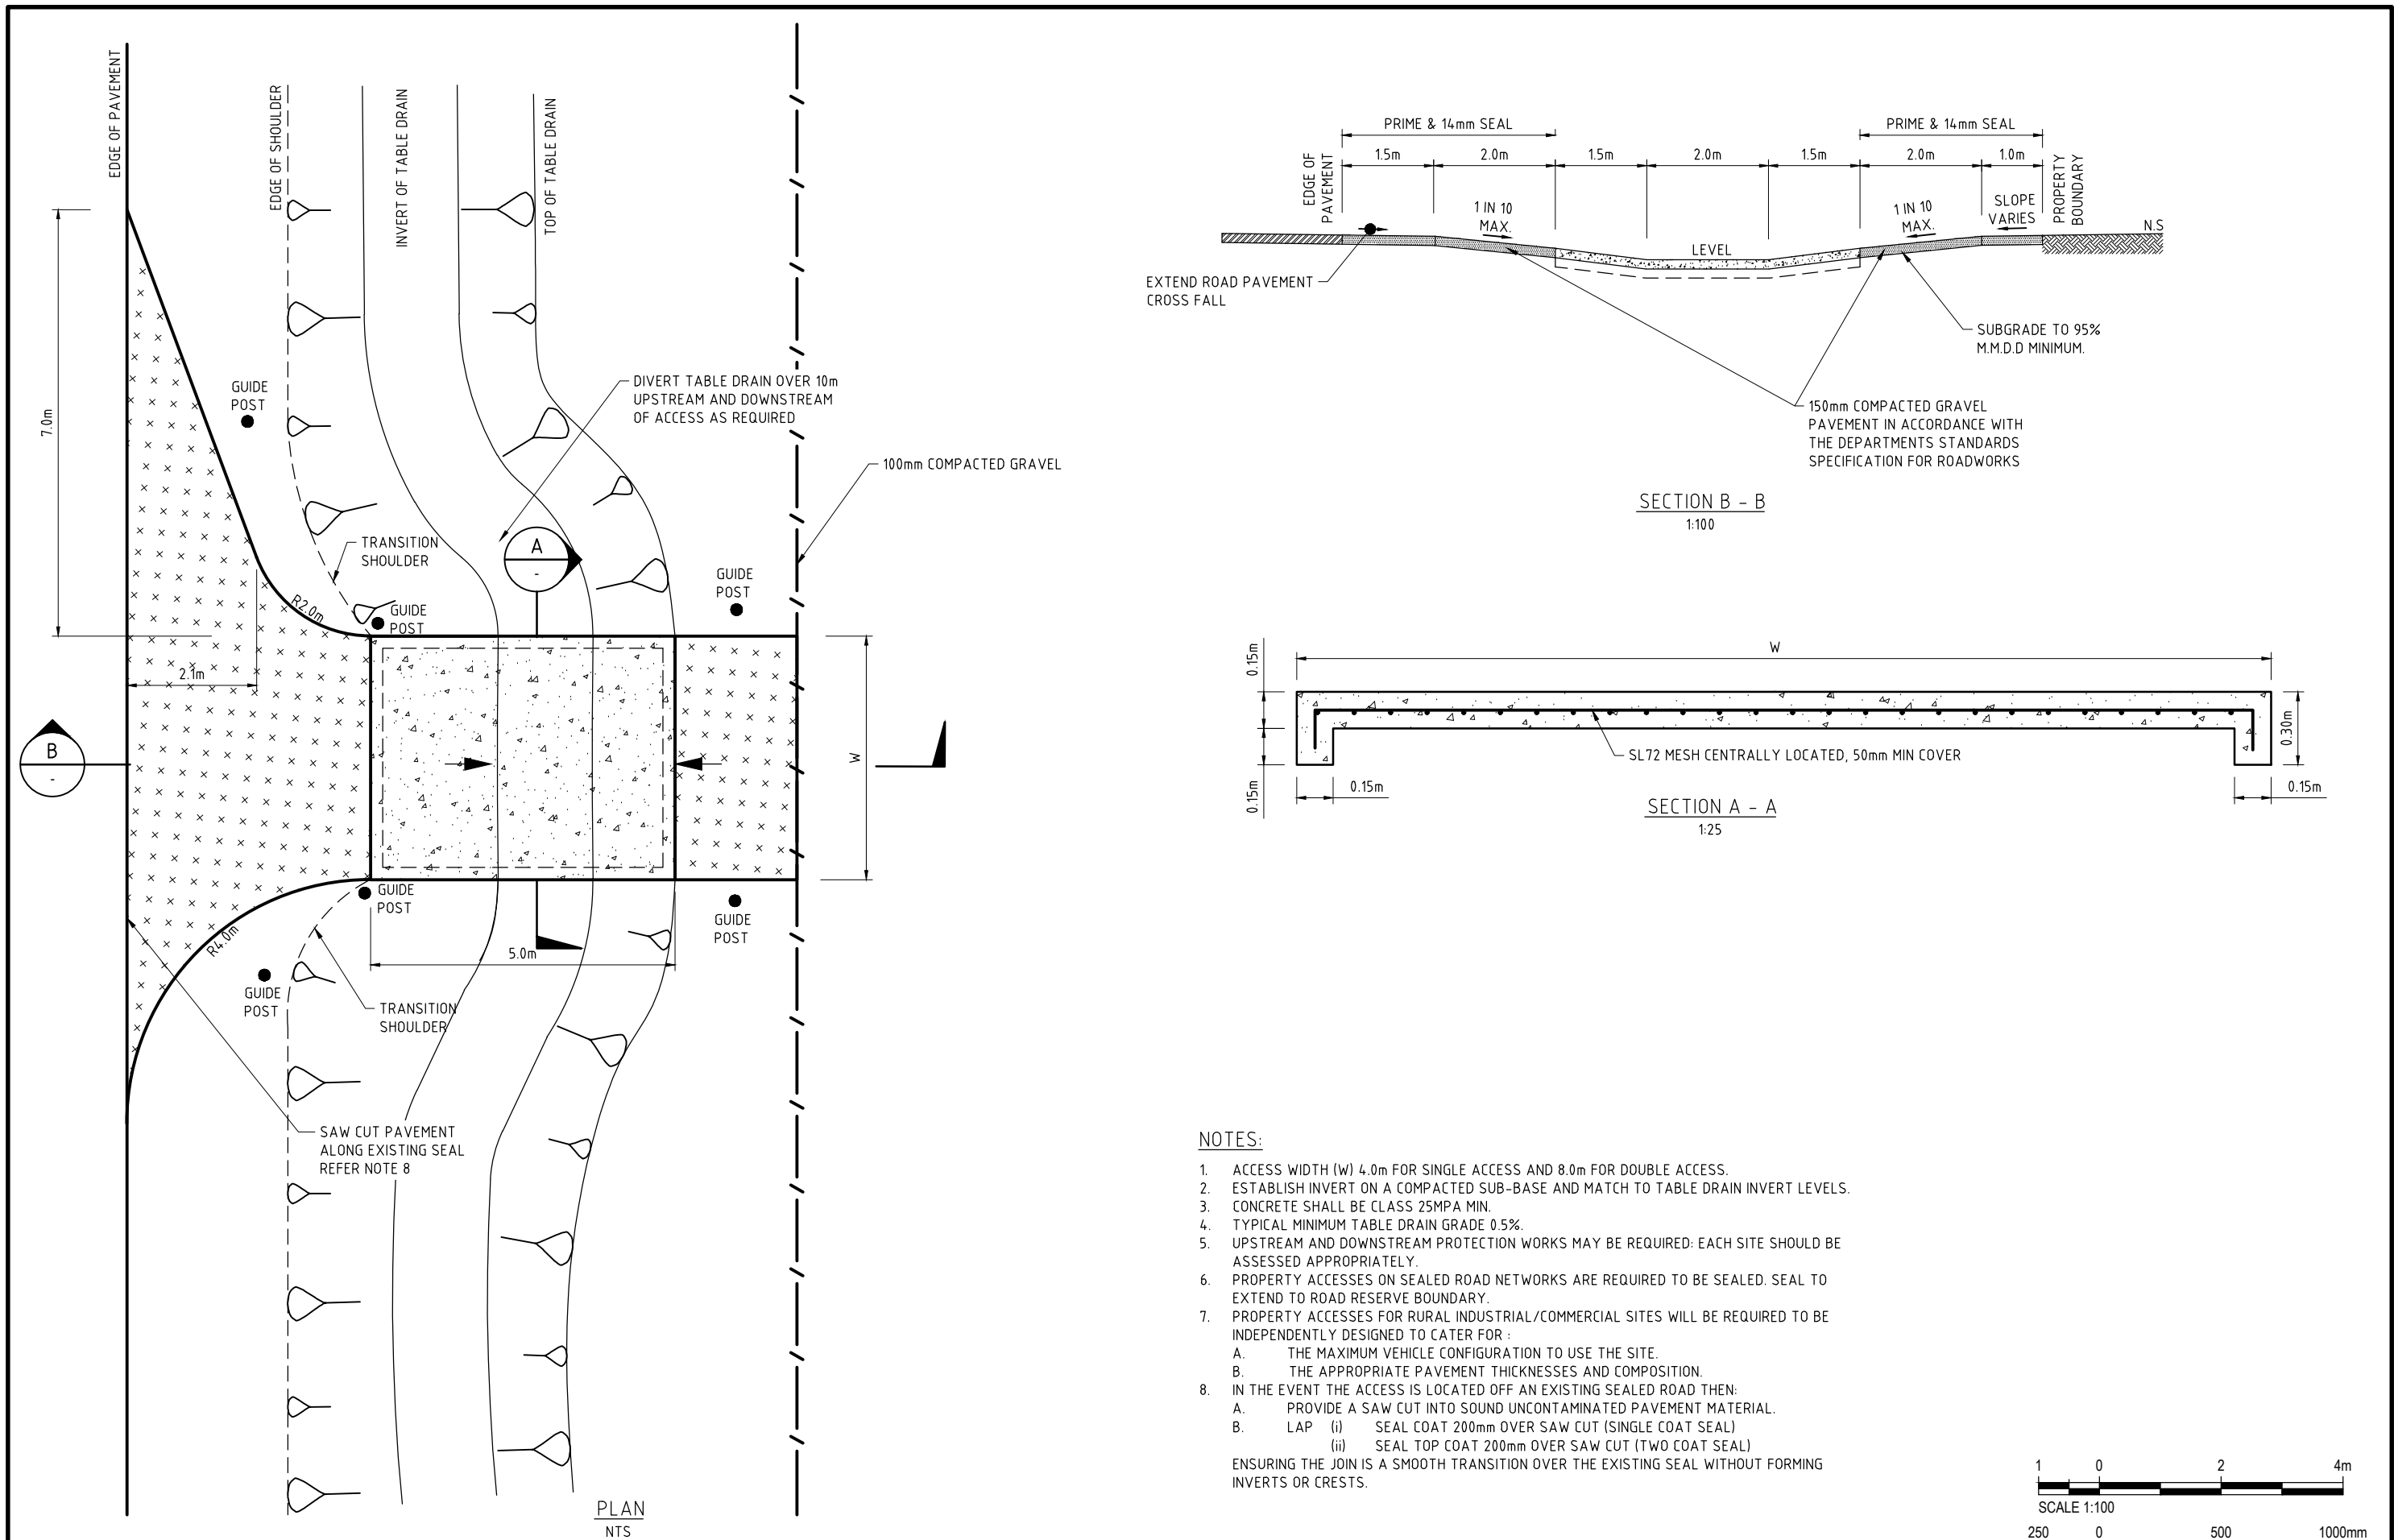 EDGE OF PAVEMENT
EDGE OF SHOULDER
INVERT OF TABLE DRAIN
TOP OF TABLE DRAIN
7.0m
GUIDE
POST
DIVERT TABLE DRAIN OVER 10m
UPSTREAM AND DOWNSTREAM
OF ACCESS AS REQUIRED
100mm COMPACTED GRAVEL
TRANSITION
SHOULDER
A
-
GUIDE
POST
R2.0m
GUIDE
POST
2.1m
B
-
W
GUIDE
POST
GUIDE
POST
R4.0m
5.0m
GUIDE
POST
TRANSITION
SHOULDER
SAW CUT PAVEMENT
ALONG EXISTING SEAL
REFER NOTE 8
PLAN
NTS
PRIME & 14mm SEAL
PRIME & 14mm SEAL
EDGE OF
PAVEMENT
1.5m
2.0m
1.5m
2.0m
1.5m
2.0m
1.0m
PROPERTY
BOUNDARY
1 IN 10
MAX.
1 IN 10
MAX.
SLOPE
VARIES
N.S
LEVEL
EXTEND ROAD PAVEMENT
CROSS FALL
SUBGRADE TO 95%
M.M.D.D MINIMUM.
150mm COMPACTED GRAVEL
PAVEMENT IN ACCORDANCE WITH
THE DEPARTMENTS STANDARDS
SPECIFICATION FOR ROADWORKS
SECTION B - B
1:100
0.15m
W
0.30m
SL72 MESH CENTRALLY LOCATED, 50mm MIN COVER
0.15m
0.15m
0.15m
SECTION A - A
1:25
NOTES:
1. ACCESS WIDTH (W) 4.0m FOR SINGLE ACCESS AND 8.0m FOR DOUBLE ACCESS.
2. ESTABLISH INVERT ON A COMPACTED SUB-BASE AND MATCH TO TABLE DRAIN INVERT LEVELS.
3. CONCRETE SHALL BE CLASS 25MPA MIN.
4. TYPICAL MINIMUM TABLE DRAIN GRADE 0.5%.
5. UPSTREAM AND DOWNSTREAM PROTECTION WORKS MAY BE REQUIRED: EACH SITE SHOULD BE
ASSESSED APPROPRIATELY.
6. PROPERTY ACCESSES ON SEALED ROAD NETWORKS ARE REQUIRED TO BE SEALED. SEAL TO
EXTEND TO ROAD RESERVE BOUNDARY.
7. PROPERTY ACCESSES FOR RURAL INDUSTRIAL/COMMERCIAL SITES WILL BE REQUIRED TO BE
INDEPENDENTLY DESIGNED TO CATER FOR :
A. THE MAXIMUM VEHICLE CONFIGURATION TO USE THE SITE.
B. THE APPROPRIATE PAVEMENT THICKNESSES AND COMPOSITION.
8. IN THE EVENT THE ACCESS IS LOCATED OFF AN EXISTING SEALED ROAD THEN:
A. PROVIDE A SAW CUT INTO SOUND UNCONTAMINATED PAVEMENT MATERIAL.
B. LAP (i) SEAL COAT 200mm OVER SAW CUT (SINGLE COAT SEAL)
(ii) SEAL TOP COAT 200mm OVER SAW CUT (TWO COAT SEAL)
ENSURING THE JOIN IS A SMOOTH TRANSITION OVER THE EXISTING SEAL WITHOUT FORMING
INVERTS OR CRESTS.
1 0 2 4m
SCALE 1:100
250 0 500 1000mm